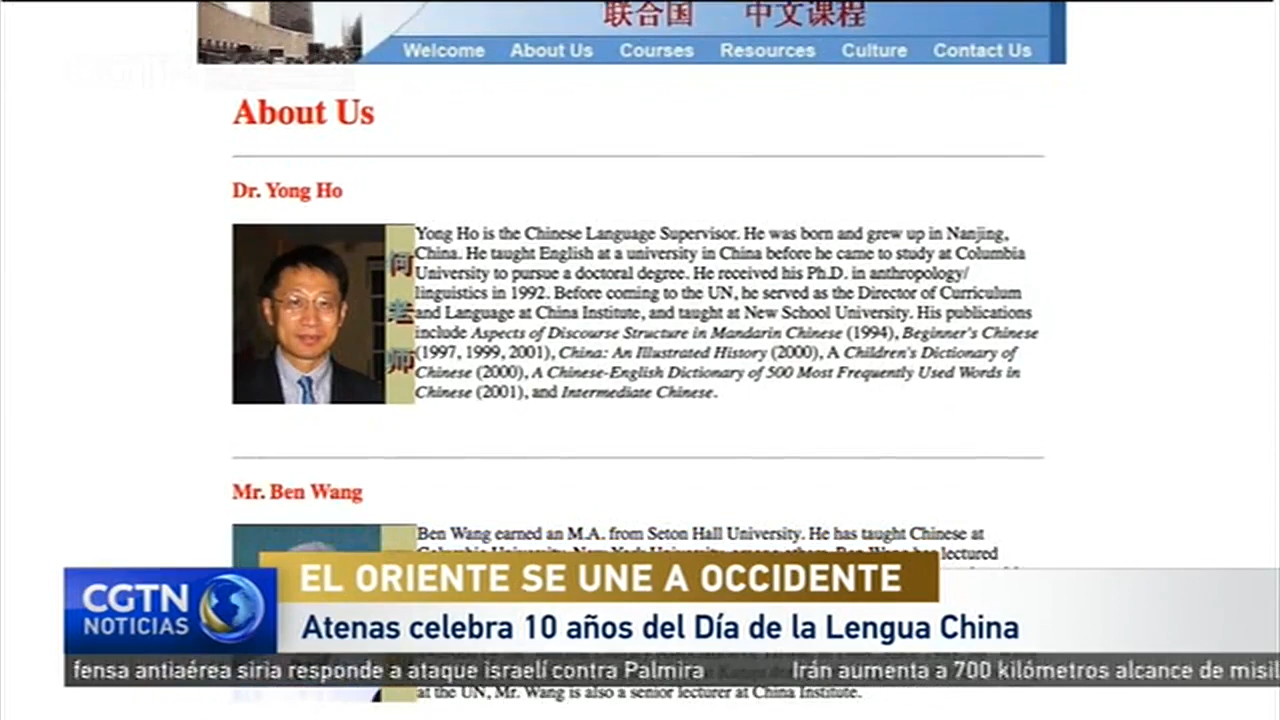 联合国 中文课程
Welcome About Us Courses Resources Culture Contact Us
About Us
Dr. Yong Ho
何老师
Yong Ho is the Chinese Language Supervisor. He was born and grew up in Nanjing,
China. He taught English at a university in China before he came to study at Columbia
University to pursue a doctoral degree. He received his Ph.D. in anthropology/
linguistics in 1992. Before coming to the UN, he served as the Director of Curriculum
and Language at China Institute, and taught at New School University. His publications
include Aspects of Discourse Structure in Mandarin Chinese (1994), Beginner's Chinese
(1997, 1999, 2001), China: An Illustrated History (2000), A Children's Dictionary of
Chinese (2000), A Chinese-English Dictionary of 500 Most Frequently Used Words in
Chinese (2001), and Intermediate Chinese.
Mr. Ben Wang
Ben Wang earned an M.A. from Seton Hall University. He has taught Chinese at
lectured
EL ORIENTE SE UNE A OCCIDENTE
CGTN
NOTICIAS
Atenas celebra 10 años del Día de la Lengua China
fensa antiaérea siria responde a ataque israelí contra Palmira Irán aumenta a 700 kilómetros alcance de misil
at the UN, Mr. Wang is also a senior lecturer at China Institute.